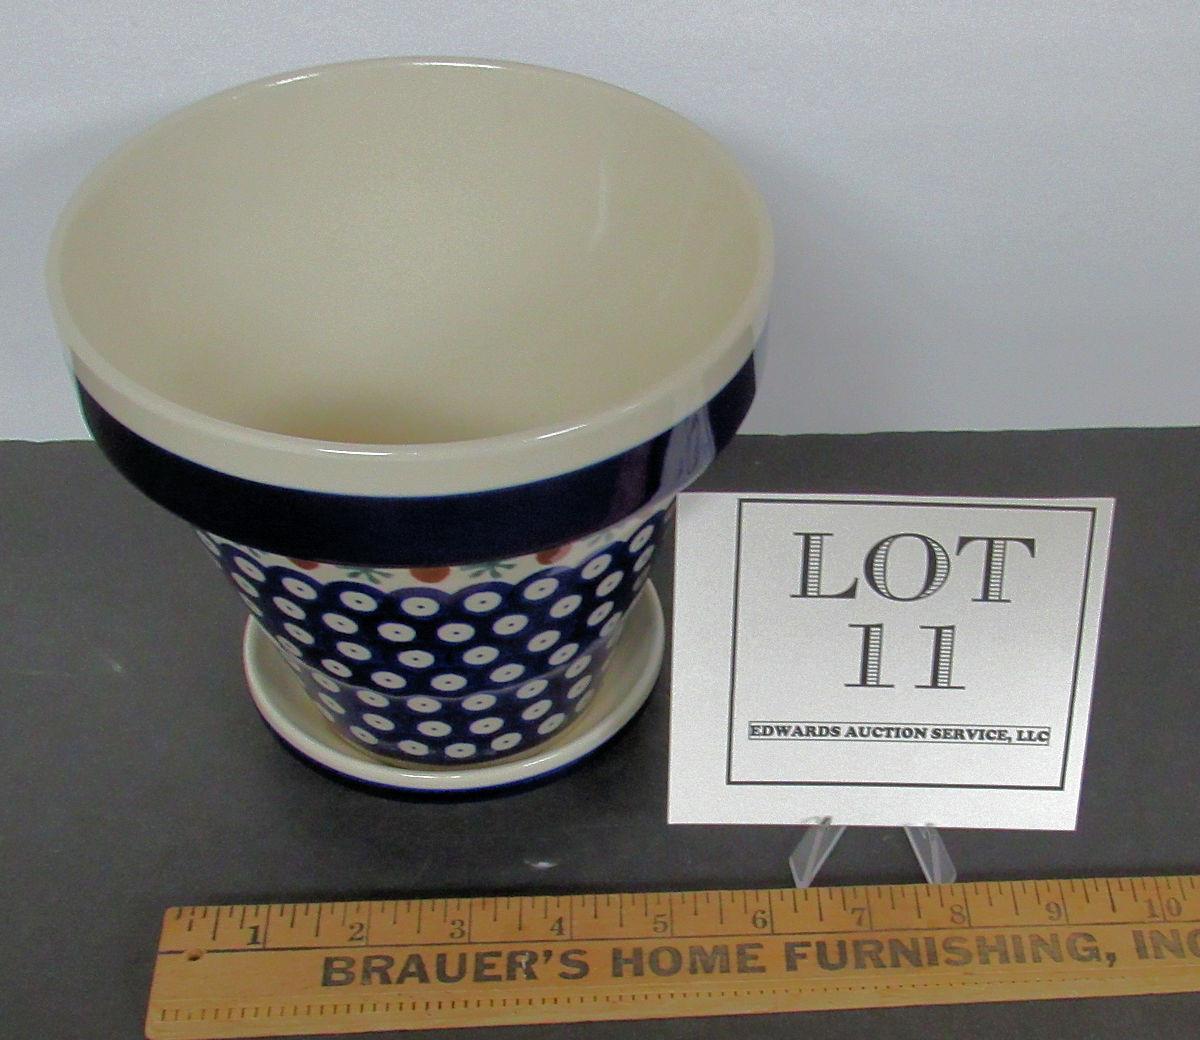 LOT
11
EDWARDS AUCTION SERVICE, LLC
1 2 3 4 5 6 7 8 9 10
BRAUER'S HOME FURNISHING, INC